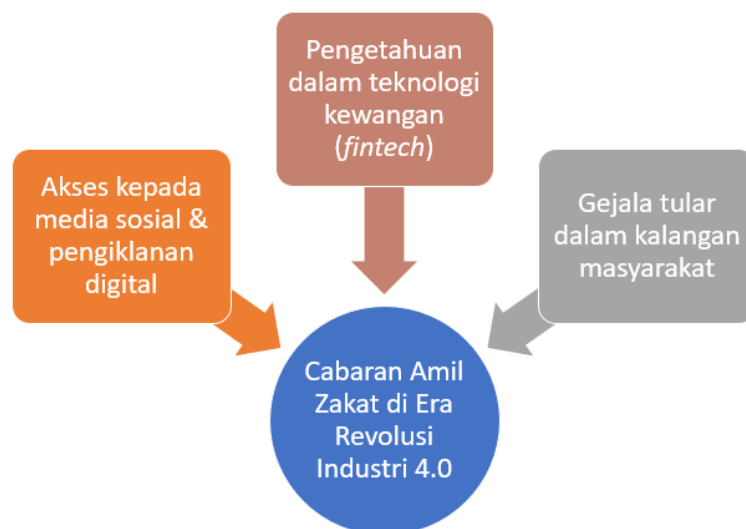 Pengetahuan
dalam teknologi
kewangan
(fintech)
Akses kepada
media sosial &
pengiklanan
digital
Gejala tular
dalam kalangan
masyarakat
Cabaran Amil
Zakat di Era
Revolusi
Industri 4.0